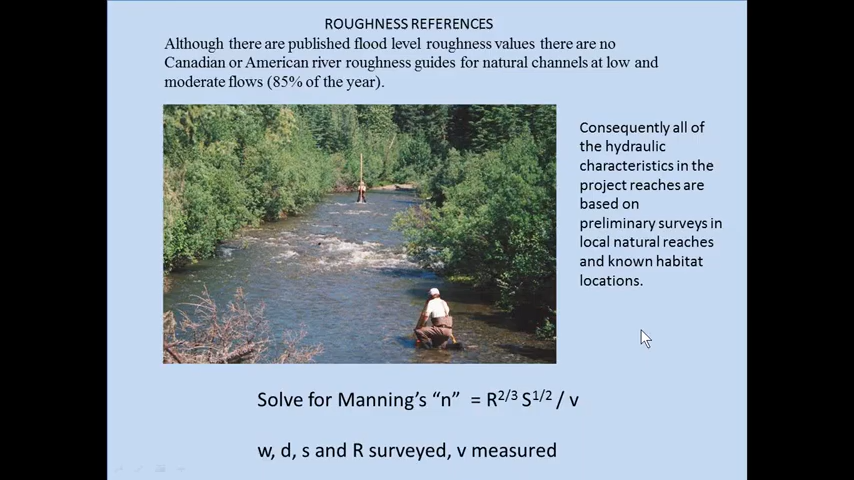 ROUGHNESS REFERENCES
Although there are published flood level roughness values there are no
Canadian or American river roughness guides for natural channels at low and
moderate flows (85% of the year).
Consequently all of
the hydraulic
characteristics in the
project reaches are
based on
preliminary surveys in
local natural reaches
and known habitat
locations.
Solve for Manning's “n” = R^2/3 S^1/2 / v
w, d, s and R surveyed, v measured